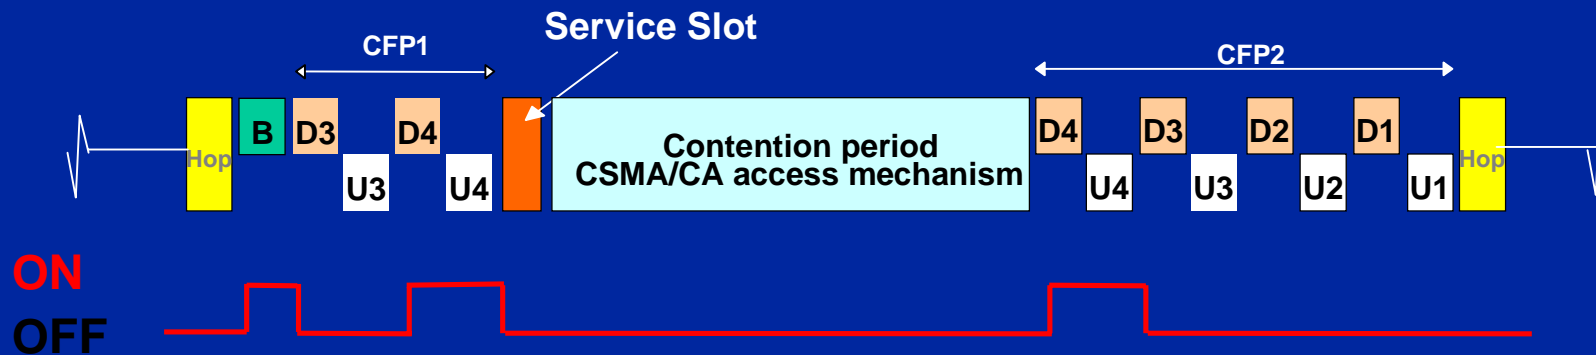 Service Slot
CFP1
CFP2
Hop
B
D3
U3
D4
U4
Contention period
CSMA/CA access mechanism
D4
U4
D3
U3
D2
U2
D1
U1
Hop
ON
OFF